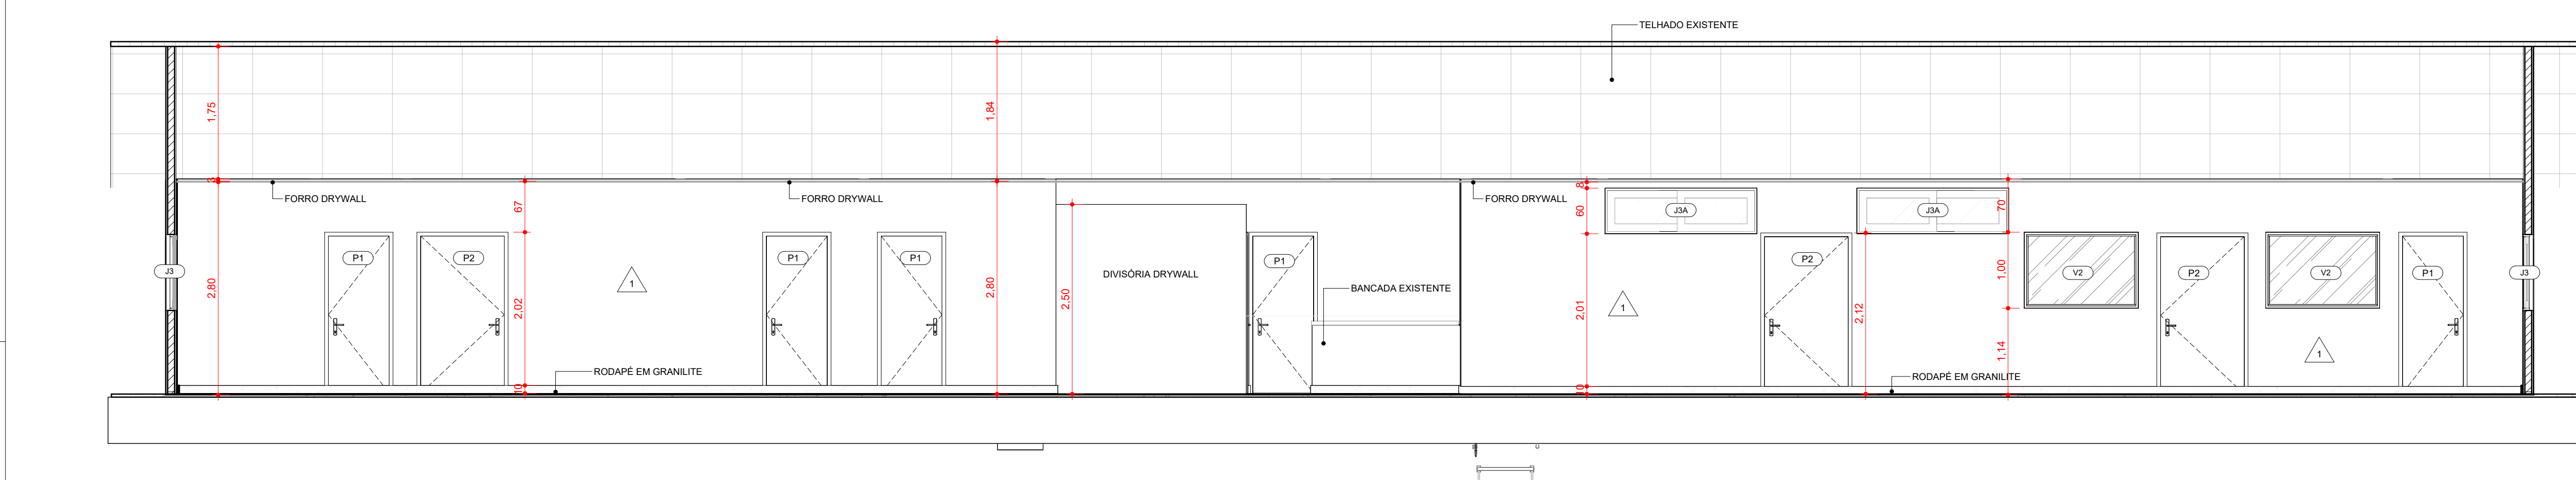 TELHADO EXISTENTE
1,75
1,84
3
FORRO DRYWALL
FORRO DRYWALL
FORRO DRYWALL
8
67
60
70
J3A
J3A
P1
P2
P1
P1
P1
P2
V2
P2
V2
P1
J3
J3
DIVISÓRIA DRYWALL
BANCADA EXISTENTE
1
1
1
2,80
2,02
2,80
2,50
2,01
2,12
1,00
1,14
RODAPÉ EM GRANILITE
RODAPÉ EM GRANILITE
10
10